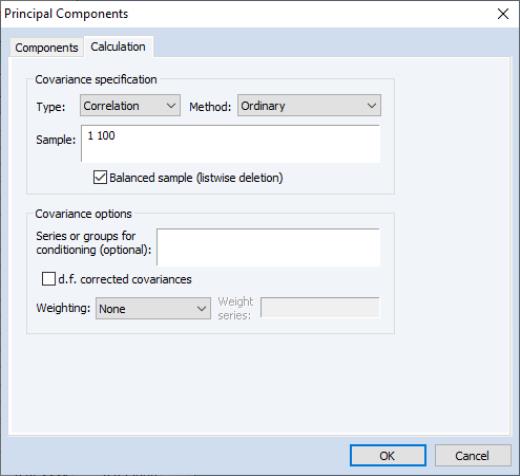 Principal Components
Components Calculation
Covariance specification
Type: Correlation Method: Ordinary
Sample: 1 100
Balanced sample (listwise deletion)
Covariance options
Series or groups for
conditioning (optional):
d.f. corrected covariances
Weighting: None Weight
series:
OK Cancel